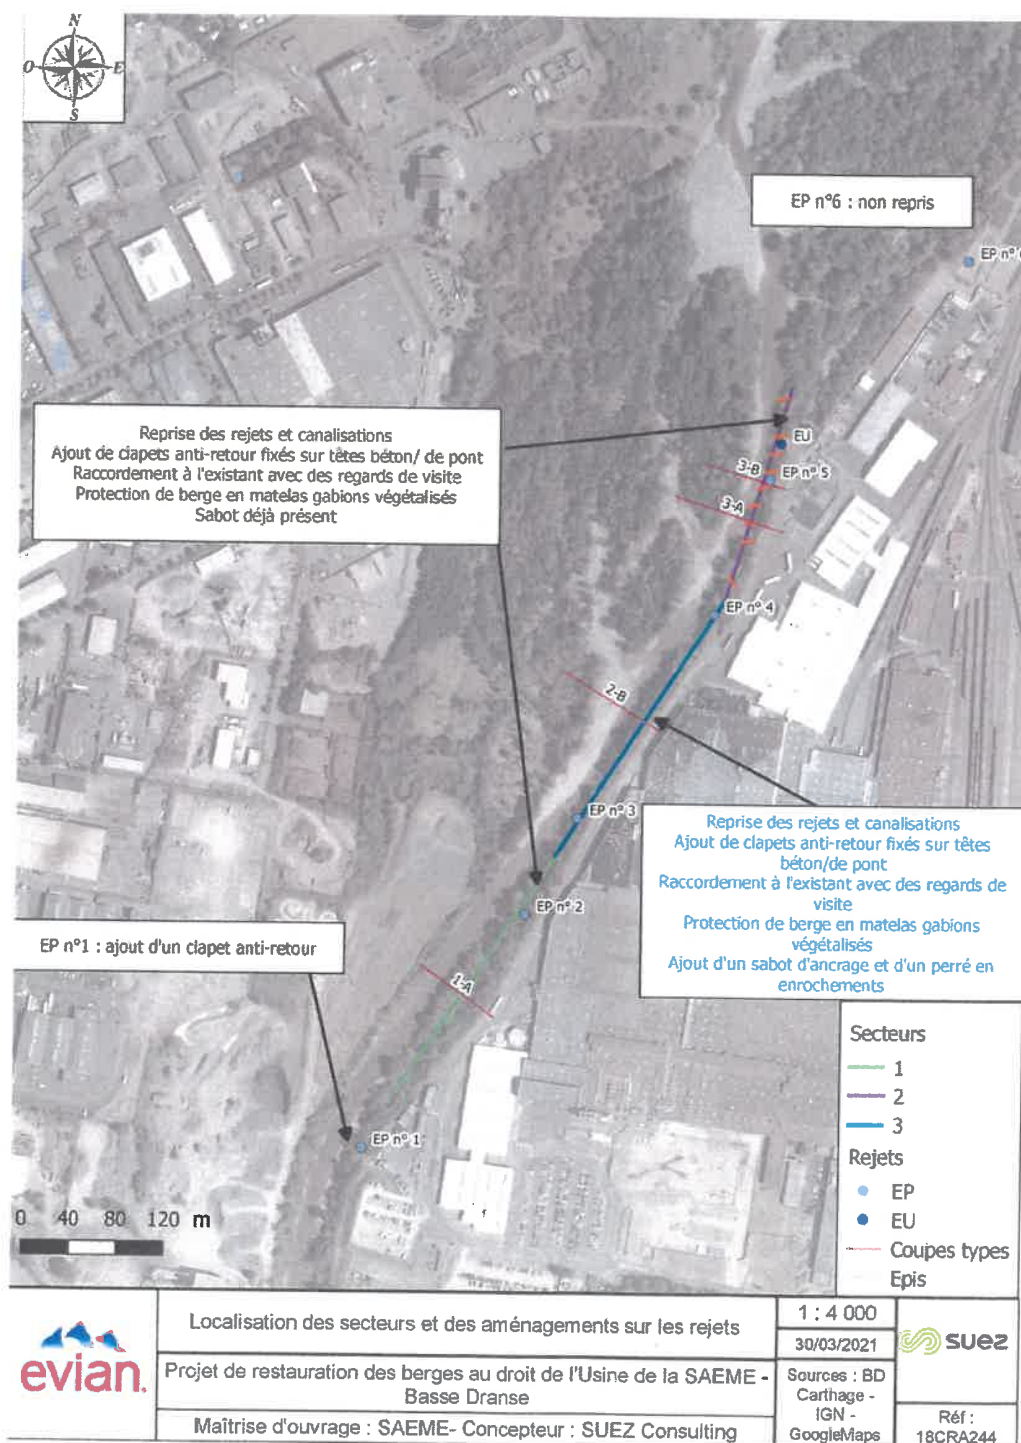 N
O
E
S
EP n°6 : non repris
EP n°
Reprise des rejets et canalisations
Ajout de clapets anti-retour fixés sur têtes béton/ de pont
Raccordement à l'existant avec des regards de visite
Protection de berge en matelas gabions végétalisés
Sabot déjà présent
EU
3-B
EP n° 5
3-A
EP n° 4
2-B
EP n° 3
Reprise des rejets et canalisations
Ajout de clapets anti-retour fixés sur têtes
béton/de pont
Raccordement à l'existant avec des regards de
visite
Protection de berge en matelas gabions
végétalisés
Ajout d'un sabot d'ancrage et d'un perré en
enrochements
EP n° 2
EP n°1 : ajout d'un clapet anti-retour
1-A
EP n° 1
Secteurs
1
2
3
Rejets
EP
EU
Coupes types
Epis
0 40 80 120 m
evian.
Localisation des secteurs et des aménagements sur les rejets
Projet de restauration des berges au droit de l'Usine de la SAEME -
Basse Dranse
Maîtrise d'ouvrage : SAEME- Concepteur : SUEZ Consulting
1 : 4 000
30/03/2021
Sources : BD
Carthage -
IGN -
GoogleMaps
suez
Réf :
18CRA244